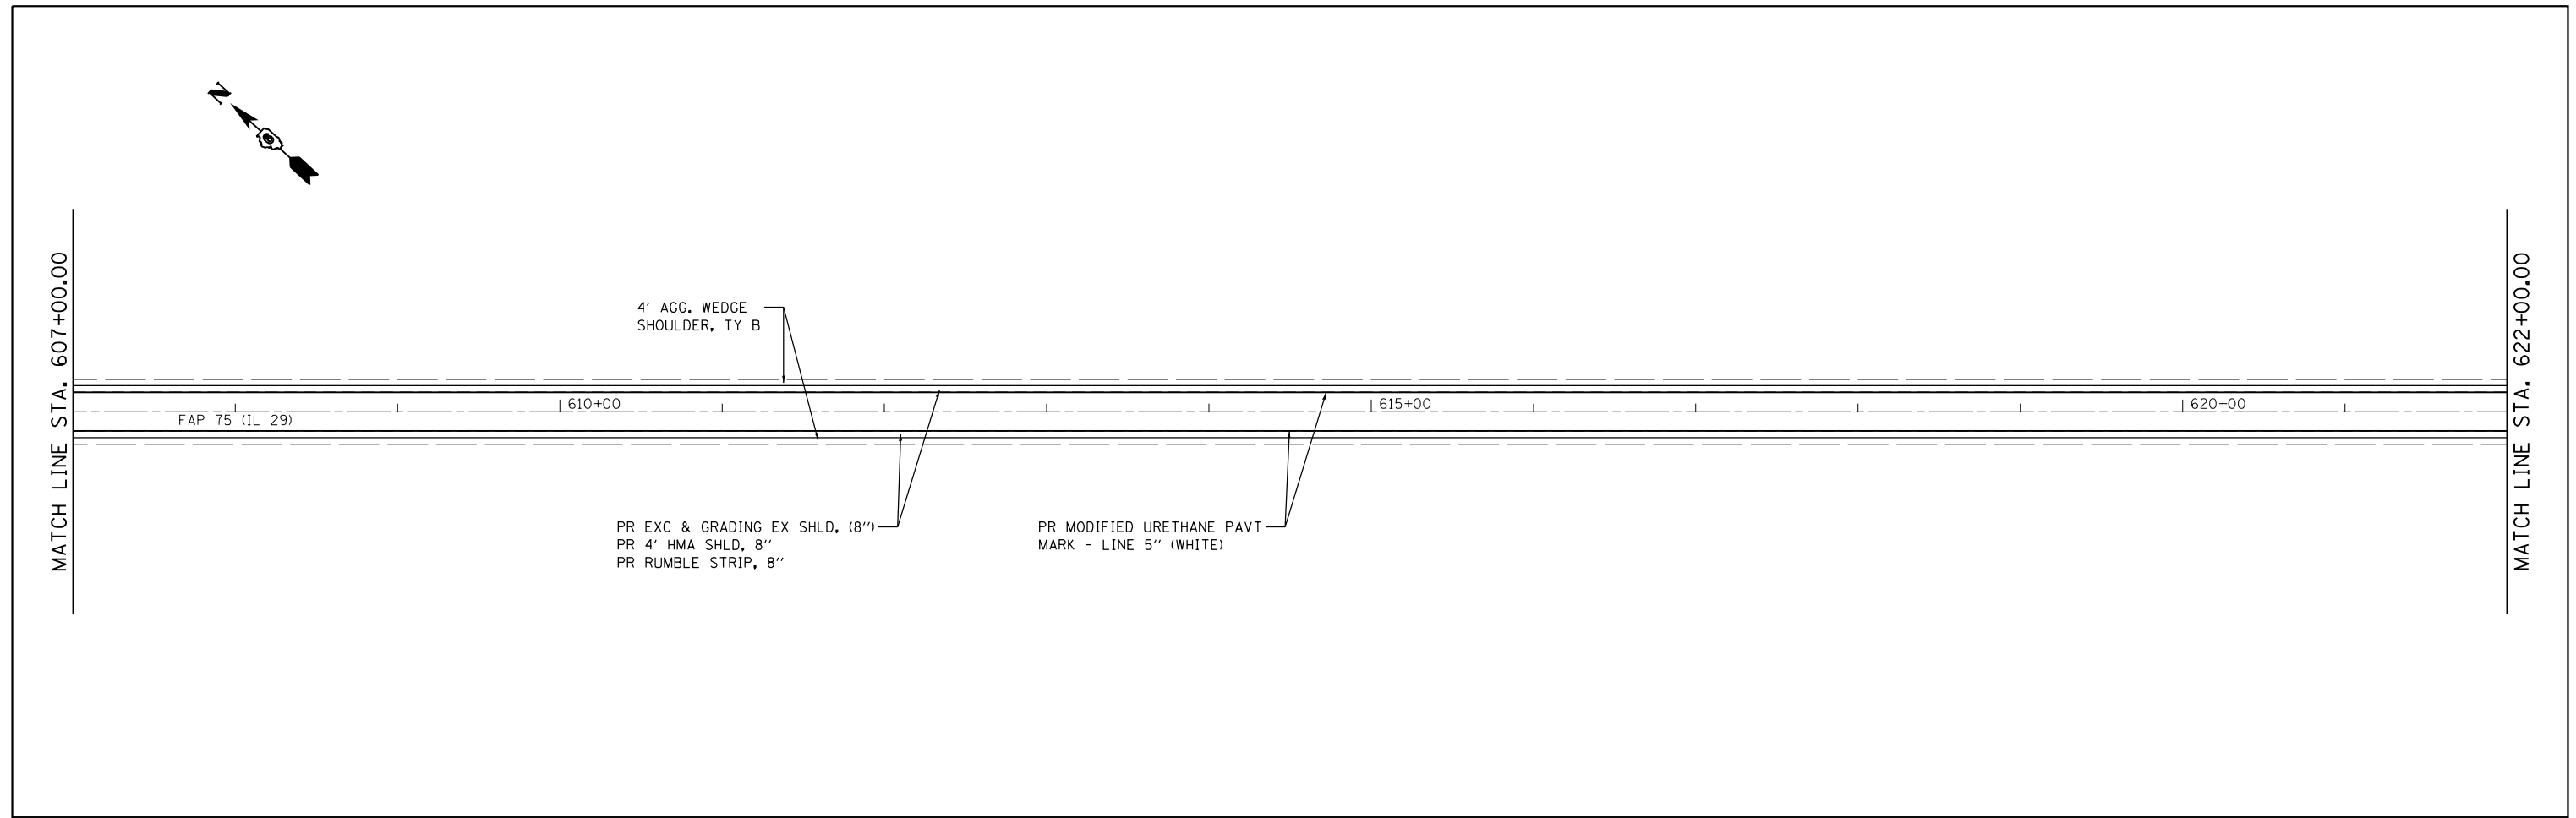 N
MATCH LINE STA. 607+00.00
MATCH LINE STA. 622+00.00
4' AGG. WEDGE
SHOULDER, TY B
610+00
615+00
620+00
FAP 75 (IL 29)
PR EXC & GRADING EX SHLD, (8'')
PR 4' HMA SHLD, 8''
PR RUMBLE STRIP, 8''
PR MODIFIED URETHANE PAVT
MARK - LINE 5'' (WHITE)